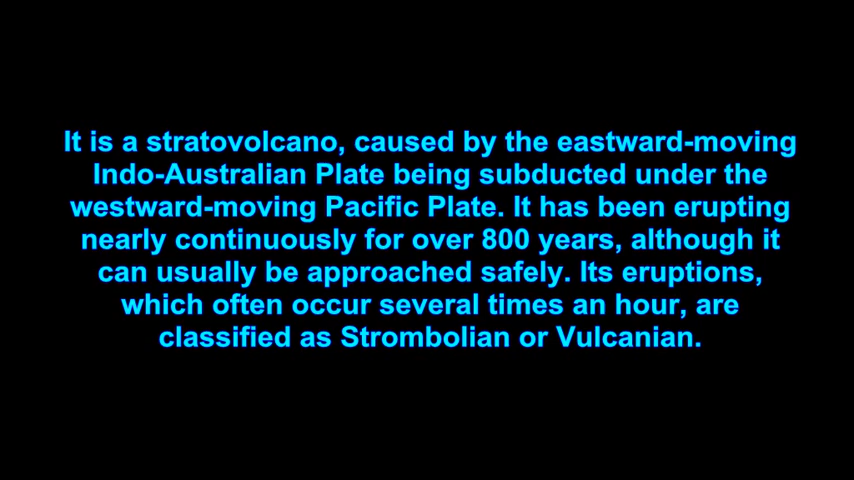 It is a stratovolcano, caused by the eastward-moving
Indo-Australian Plate being subducted under the
westward-moving Pacific Plate. It has been erupting
nearly continuously for over 800 years, although it
can usually be approached safely. Its eruptions,
which often occur several times an hour, are
classified as Strombolian or Vulcanian.